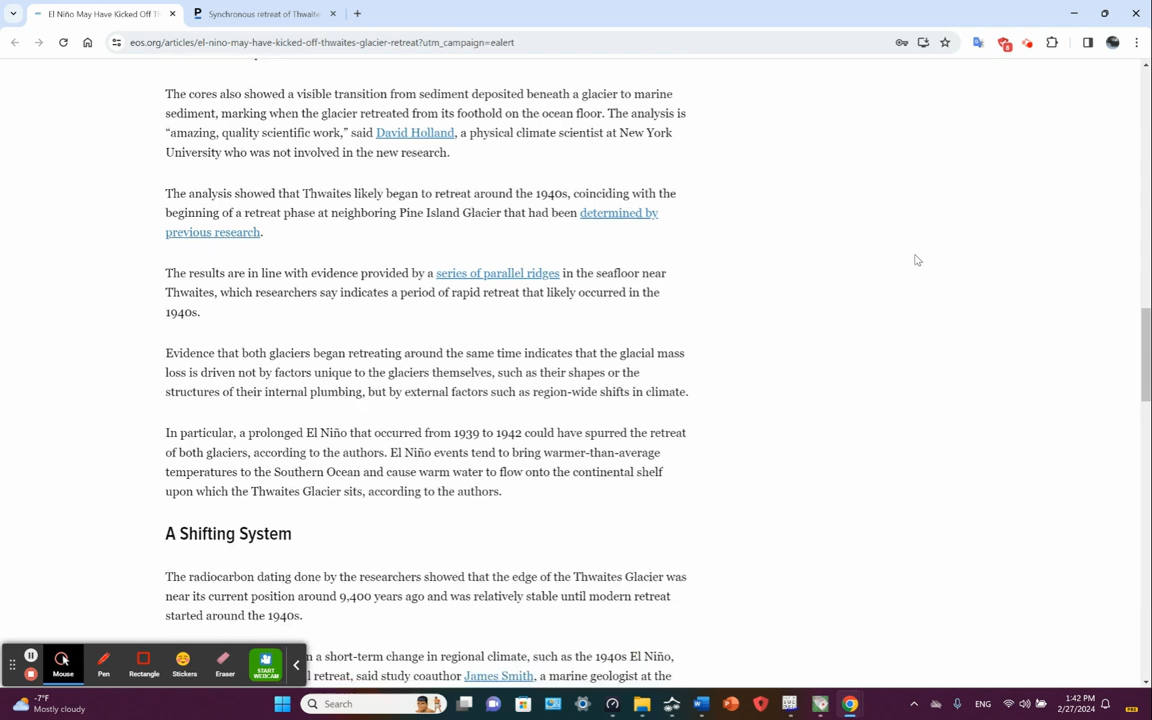 El Niño May Have Kicked Off Th
Synchronous retreat of Thwaite
eos.org/articles/el-nino-may-have-kicked-off-thwaites-glacier-retreat?utm_campaign=ealert
The cores also showed a visible transition from sediment deposited beneath a glacier to marine
sediment, marking when the glacier retreated from its foothold on the ocean floor. The analysis is
“amazing, quality scientific work,” said David Holland, a physical climate scientist at New York
University who was not involved in the new research.
The analysis showed that Thwaites likely began to retreat around the 1940s, coinciding with the
beginning of a retreat phase at neighboring Pine Island Glacier that had been determined by
previous research.
The results are in line with evidence provided by a series of parallel ridges in the seafloor near
Thwaites, which researchers say indicates a period of rapid retreat that likely occurred in the
1940s.
Evidence that both glaciers began retreating around the same time indicates that the glacial mass
loss is driven not by factors unique to the glaciers themselves, such as their shapes or the
structures of their internal plumbing, but by external factors such as region-wide shifts in climate.
In particular, a prolonged El Niño that occurred from 1939 to 1942 could have spurred the retreat
of both glaciers, according to the authors. El Niño events tend to bring warmer-than-average
temperatures to the Southern Ocean and cause warm water to flow onto the continental shelf
upon which the Thwaites Glacier sits, according to the authors.
A Shifting System
The radiocarbon dating done by the researchers showed that the edge of the Thwaites Glacier was
near its current position around 9,400 years ago and was relatively stable until modern retreat
started around the 1940s.
n a short-term change in regional climate, such as the 1940s El Niño,
l retreat, said study coauthor James Smith, a marine geologist at the
Mouse
Pen
Rectangle
Stickers
Eraser
START WEBCAM
-7°F
Mostly cloudy
Search
ENG
1:42 PM
2/27/2024